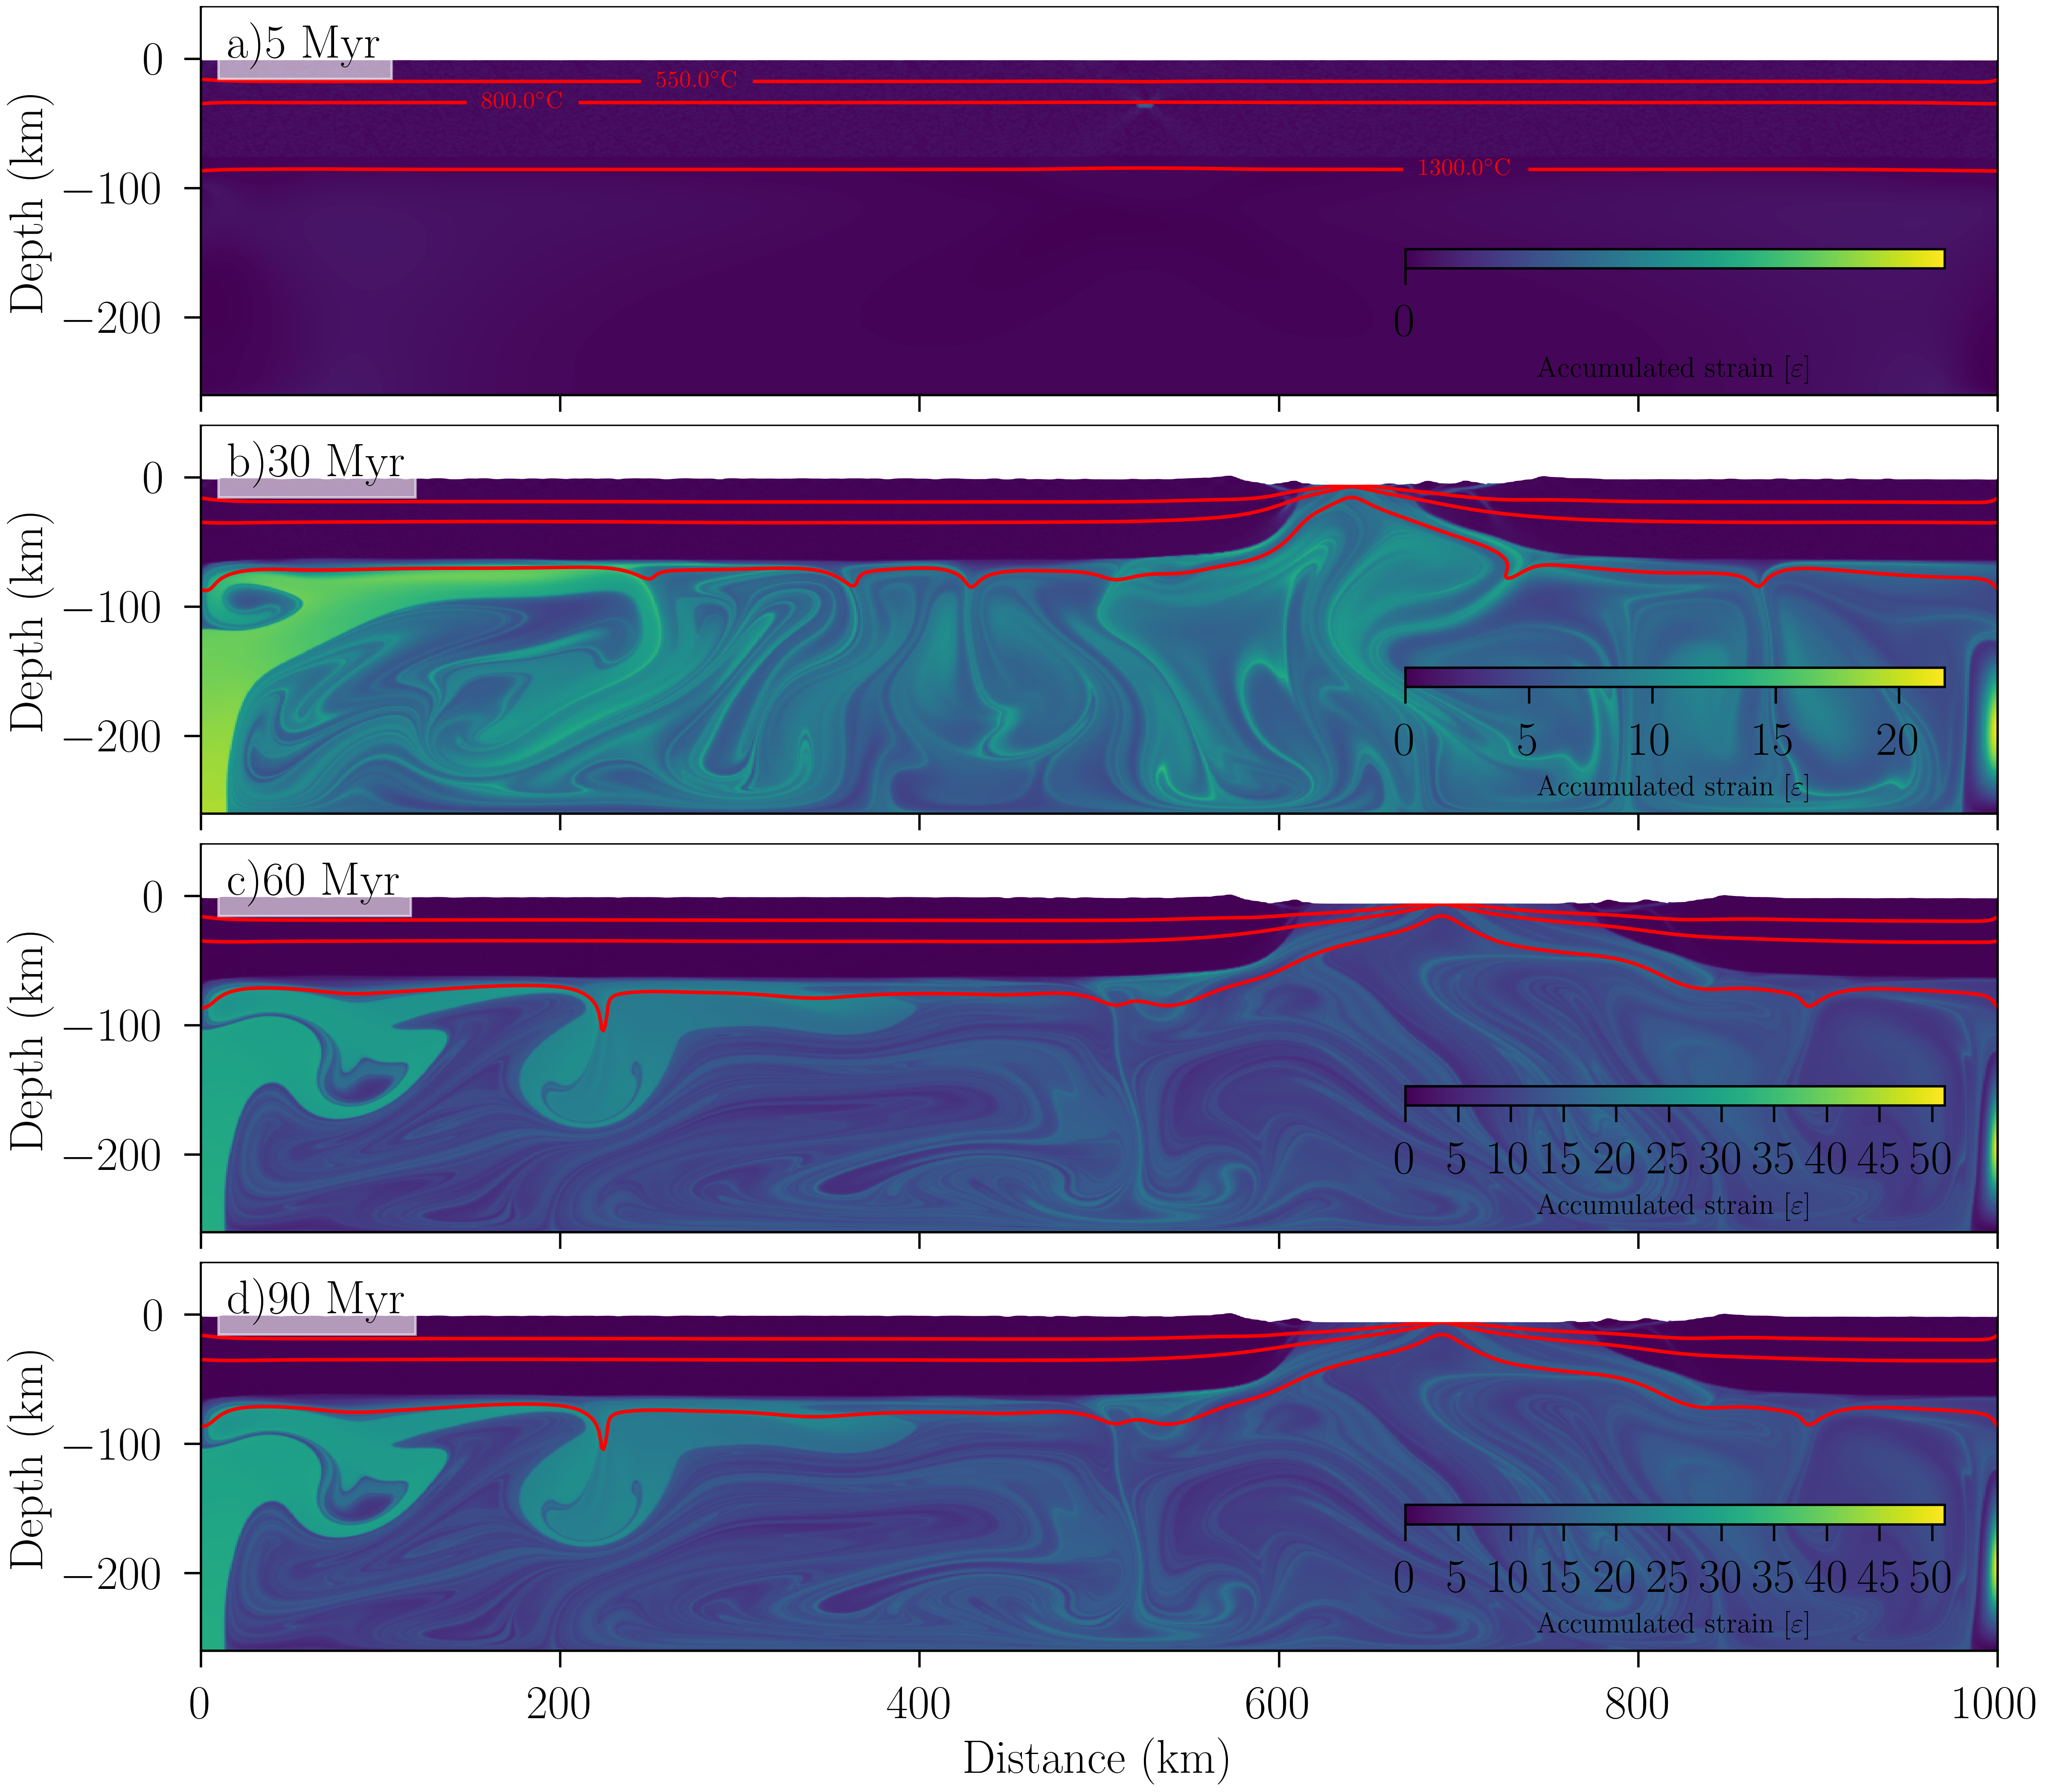 a)5 Myr
0
−100
−200
Depth (km)
550.0°C
800.0°C
1300.0°C
0
Accumulated strain [ε]
b)30 Myr
0
−100
−200
Depth (km)
0 5 10 15 20
Accumulated strain [ε]
c)60 Myr
0
−100
−200
Depth (km)
0 5 10 15 20 25 30 35 40 45 50
Accumulated strain [ε]
d)90 Myr
0
−100
−200
Depth (km)
0 5 10 15 20 25 30 35 40 45 50
Accumulated strain [ε]
0 200 400 600 800 1000
Distance (km)